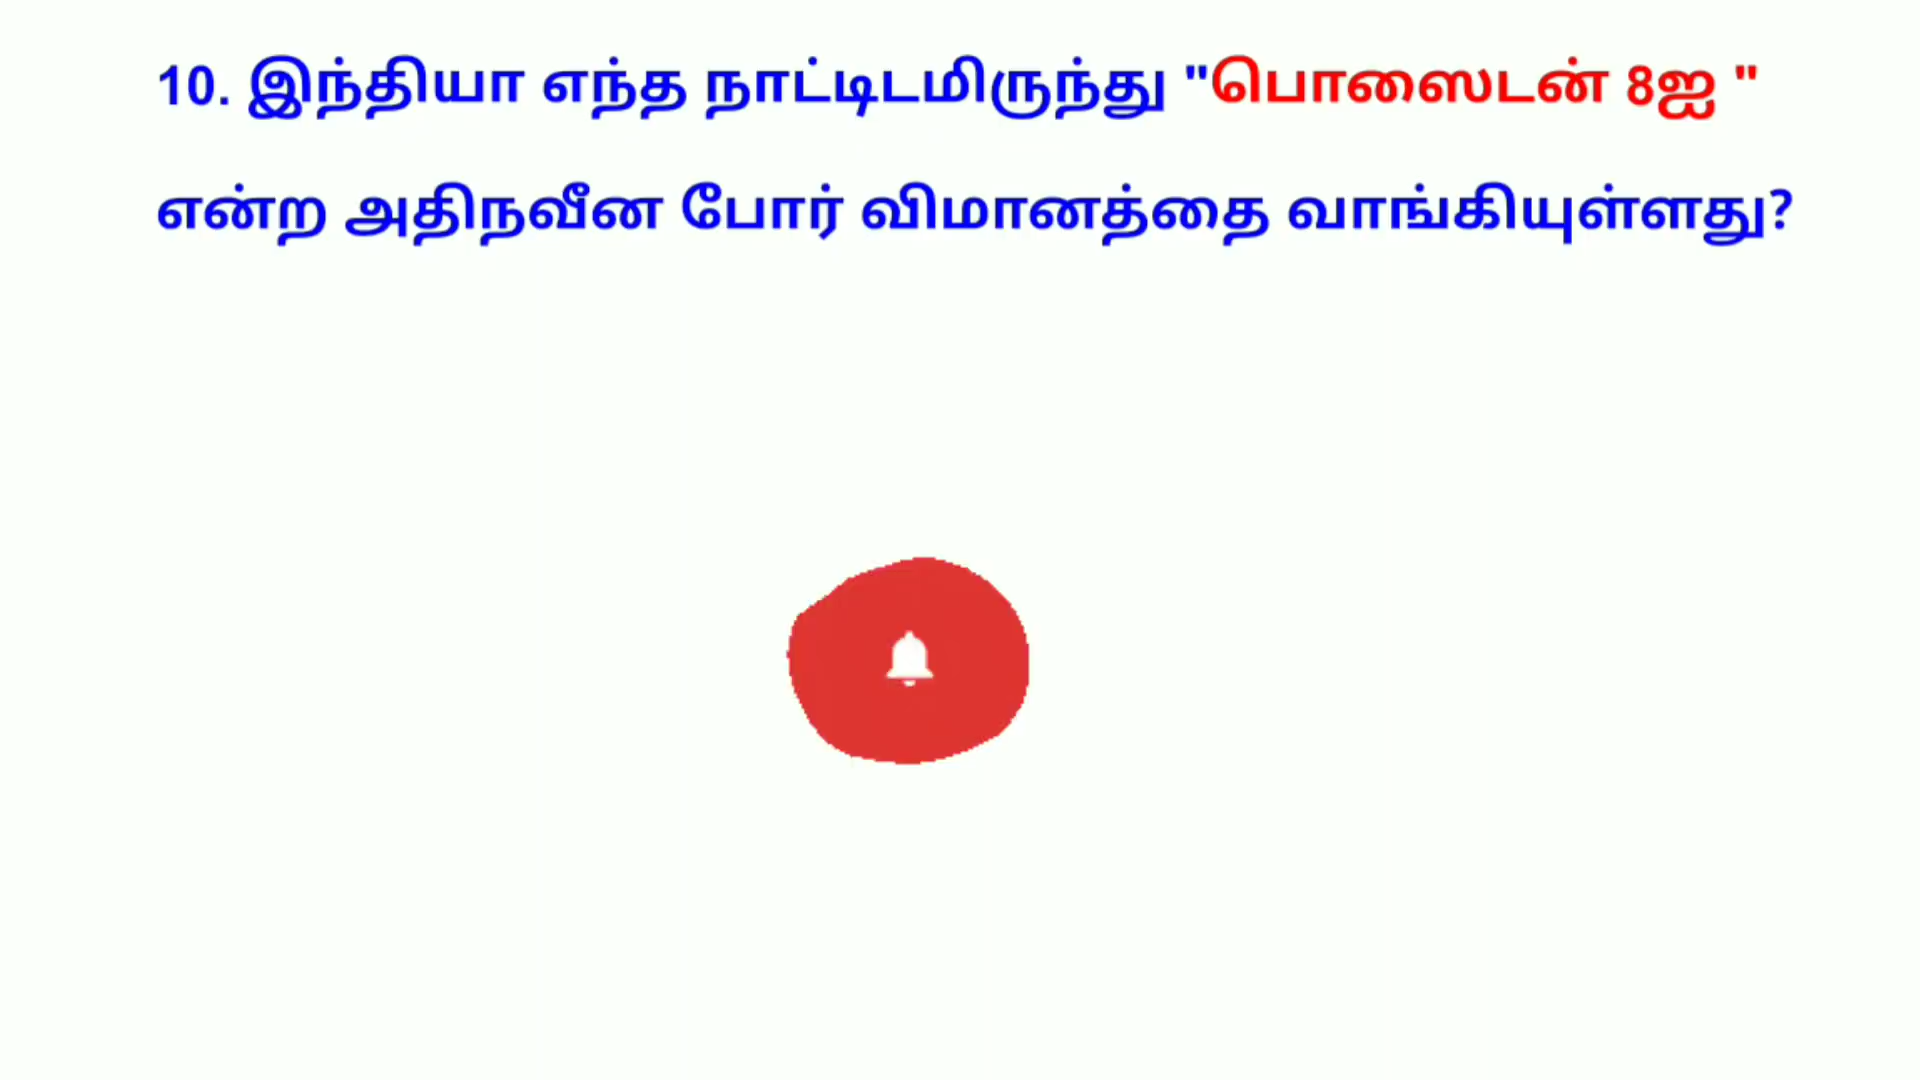 10. இந்தியா எந்த நாட்டிடமிருந்து "பொஸைடன் 8ஐ "
என்ற அதிநவீன போர் விமானத்தை வாங்கியுள்ளது?